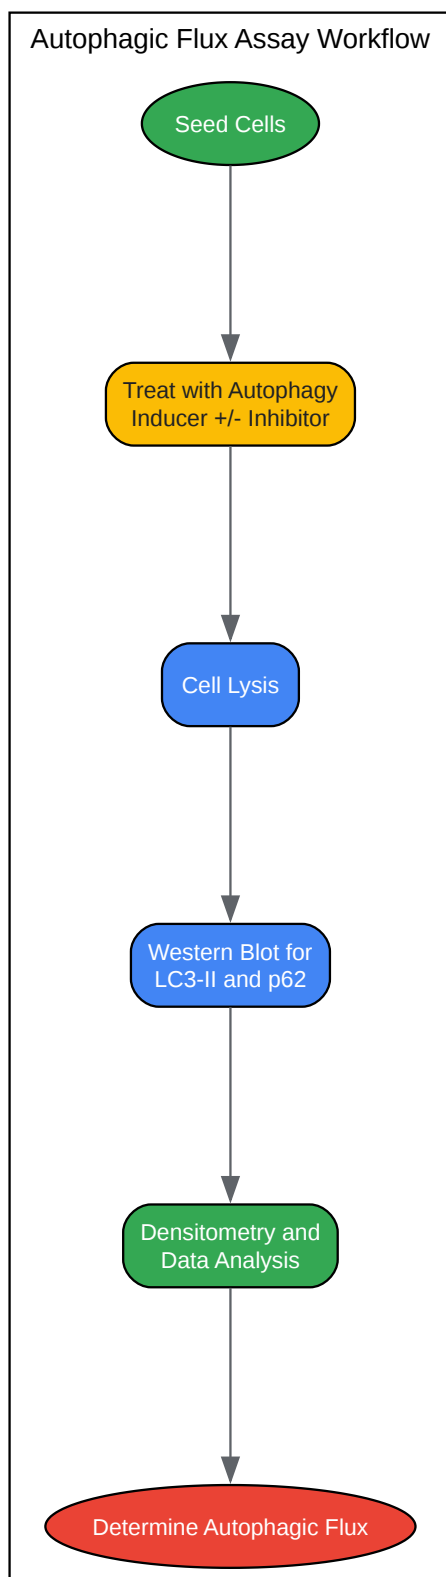 Autophagic Flux Assay Workflow
Seed Cells
Treat with Autophagy
Inducer +/- Inhibitor
Cell Lysis
Western Blot for
LC3-II and p62
Densitometry and
Data Analysis
Determine Autophagic Flux